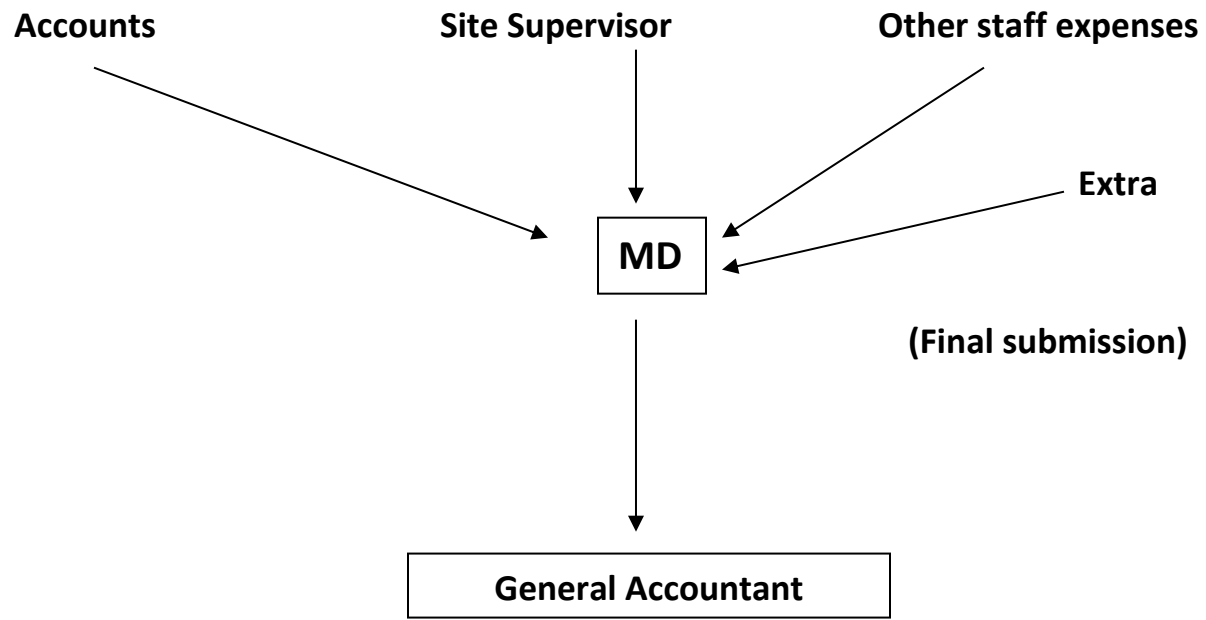 Accounts
Site Supervisor
Other staff expenses
Extra
MD
(Final submission)
General Accountant